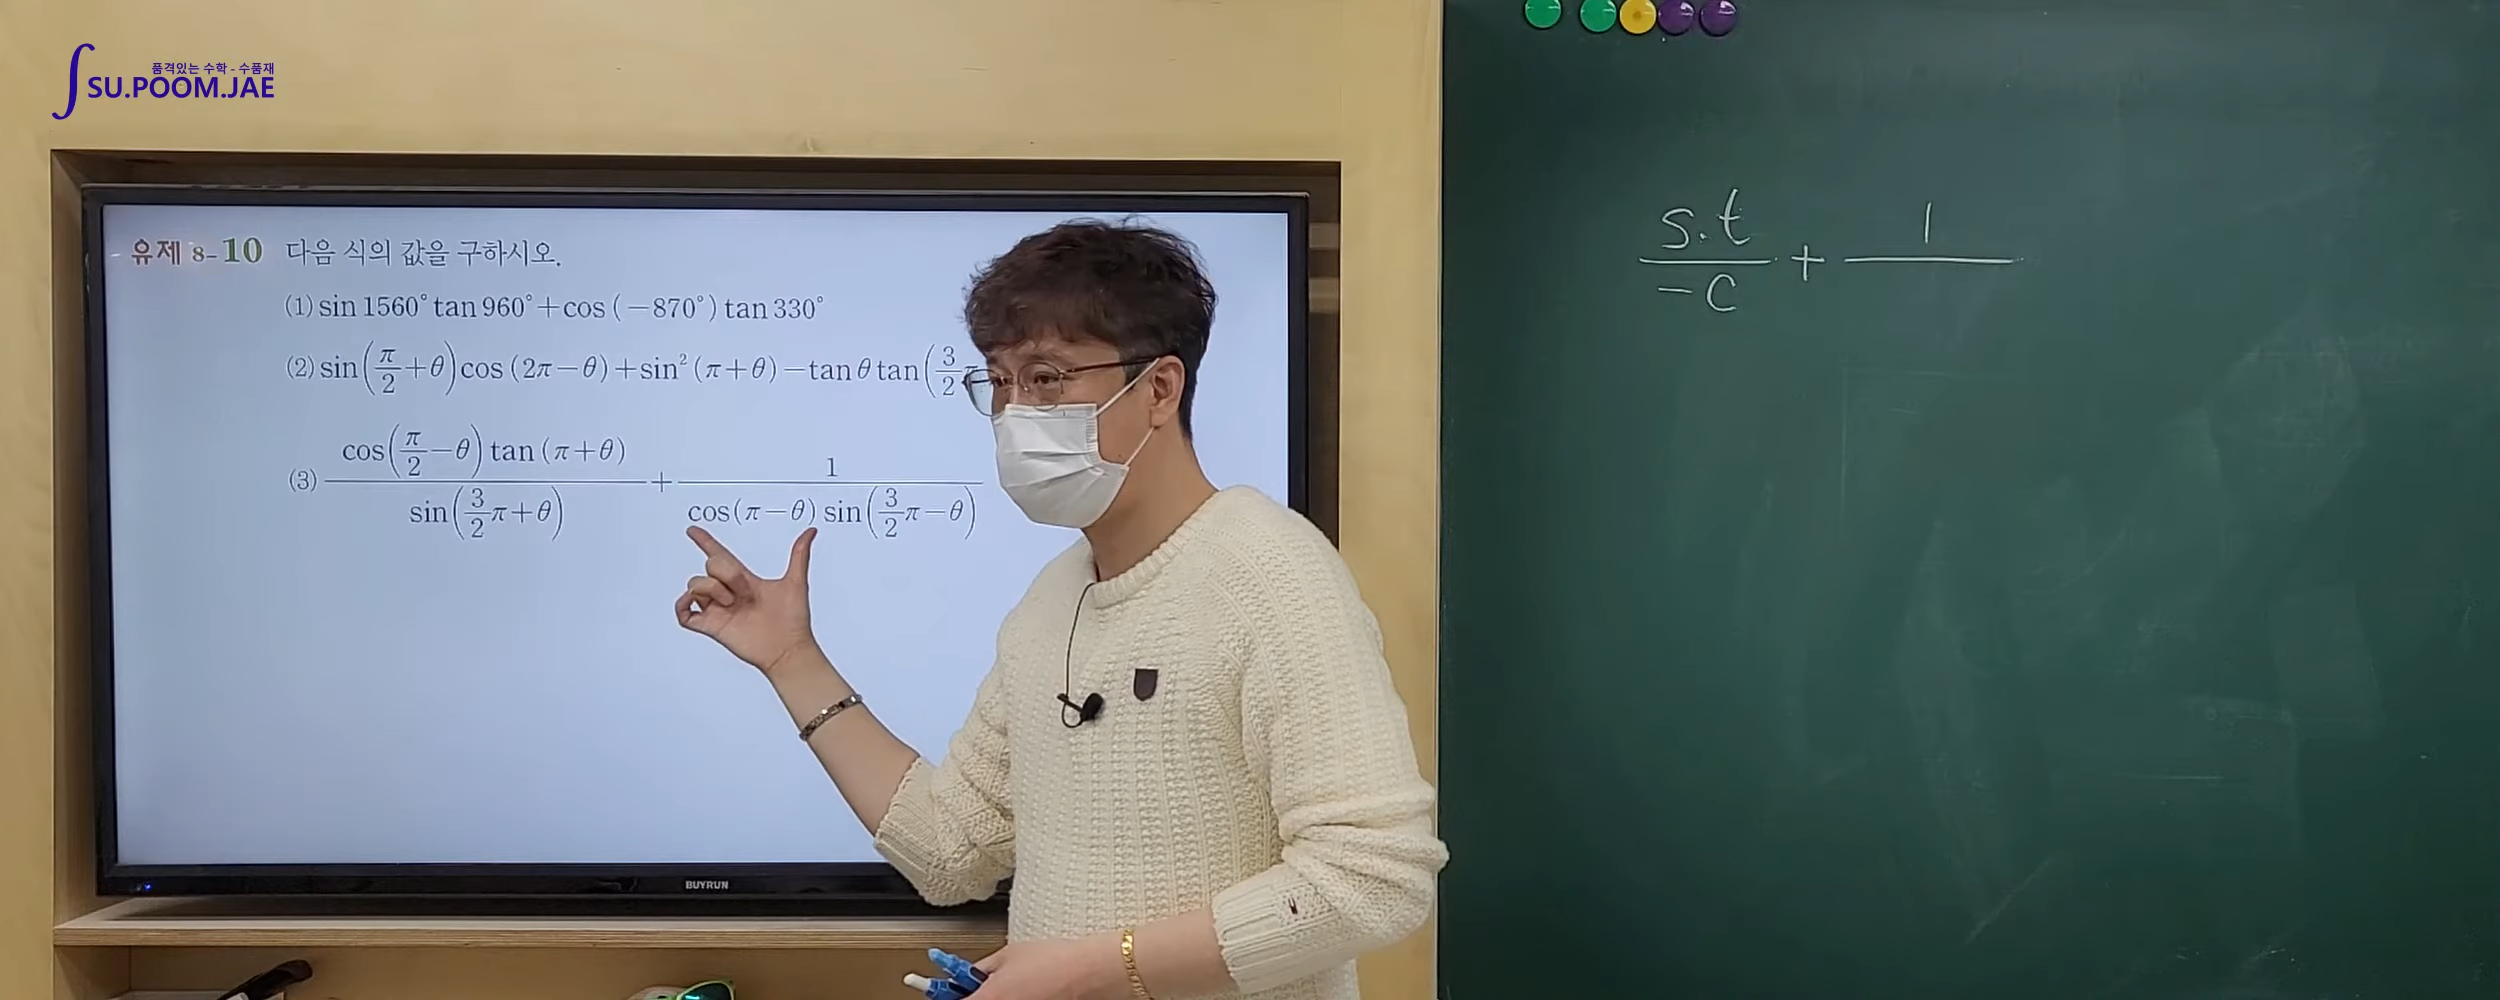 품격있는 수학 - 수품재
∫SU.POOM.JAE
유제 8-10 다음 식의 값을 구하시오.
(1) sin 1560° tan 960° + cos (−870°) tan 330°
(2) sin(π/2+θ)cos (2π−θ)+sin²(π+θ)−tan θ tan(3/2π
(3) cos(π/2−θ) tan (π+θ) / sin(3/2π+θ) + 1 / cos(π−θ) sin(3/2π−θ)
s.t / −c + 1
BUYRUN